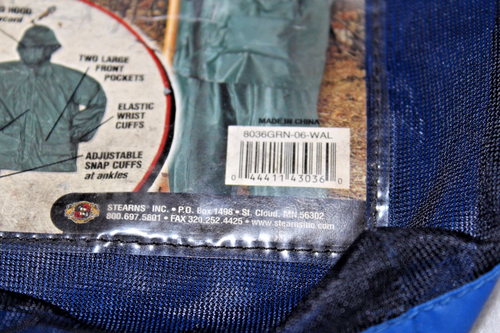 HOOD
TWO LARGE
FRONT
POCKETS
ELASTIC
WRIST
CUFFS
ADJUSTABLE
SNAP CUFFS
at ankles
MADE IN CHINA
8036GRN-06-WAL
0 44411 43036 0
STEARNS® INC. • P.O. Box 1498 • St. Cloud, MN 56302
800.697.5801 • FAX 320.252.4425 • www.stearnsinc.com